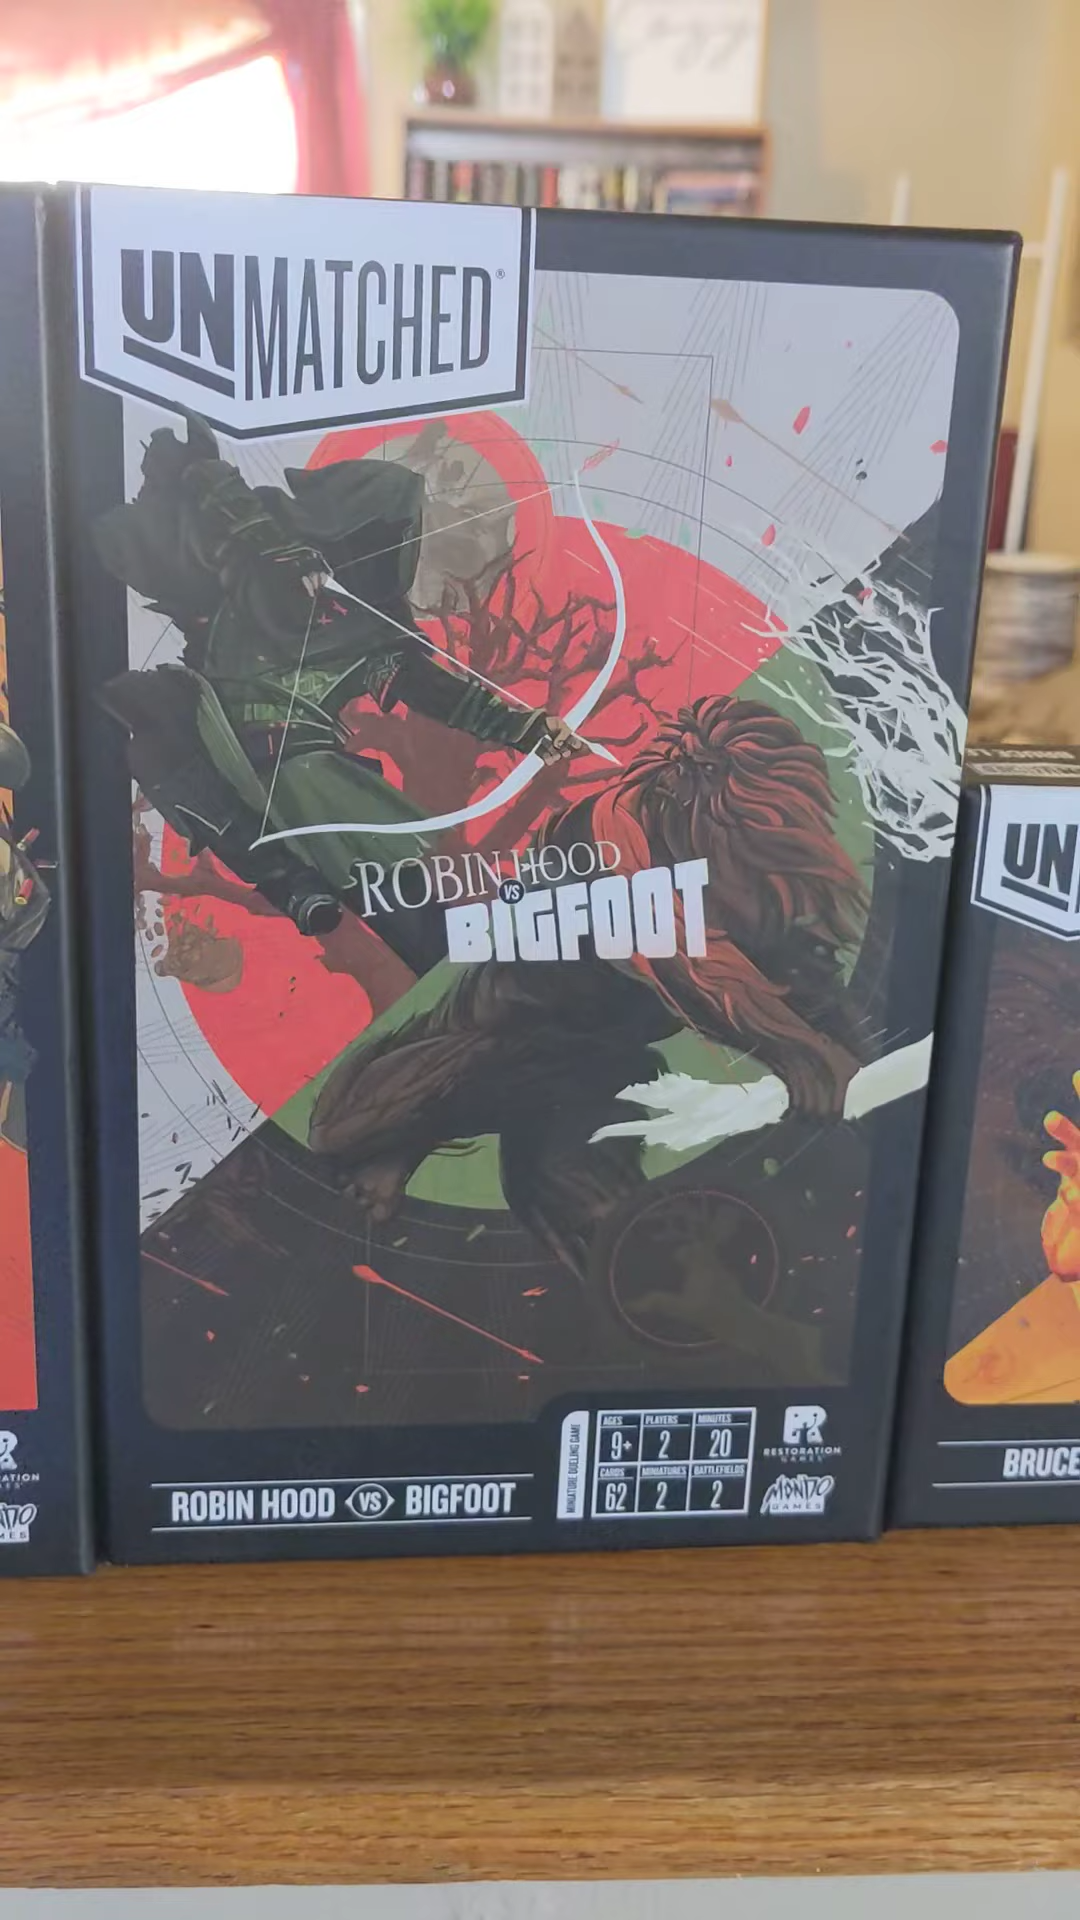 UNMATCHED®
ROBIN HOOD
VS
BIGFOOT
ROBIN HOOD VS BIGFOOT
MINIATURE DUELING GAME
AGES PLAYERS MINUTES
9+ 2 20
CARDS MINIATURES BATTLEFIELDS
62 2 2
RESTORATION
GAMES
MONDO
GAMES
UN
BRUCE